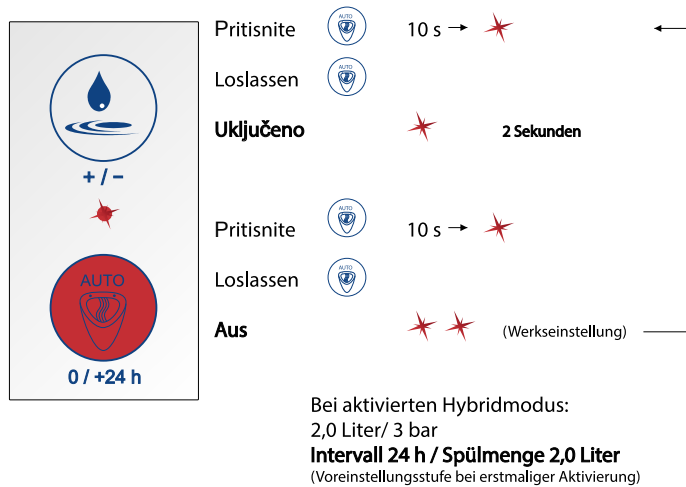 Pritisnite AUTO 10 s →
Loslassen AUTO
Uključeno 2 Sekunden
+ / −
Pritisnite AUTO 10 s →
AUTO
Loslassen AUTO
Aus (Werkseinstellung)
0 / +24 h
Bei aktivierten Hybridmodus:
2,0 Liter/ 3 bar
Intervall 24 h / Spülmenge 2,0 Liter
(Voreinstellungsstufe bei erstmaliger Aktivierung)